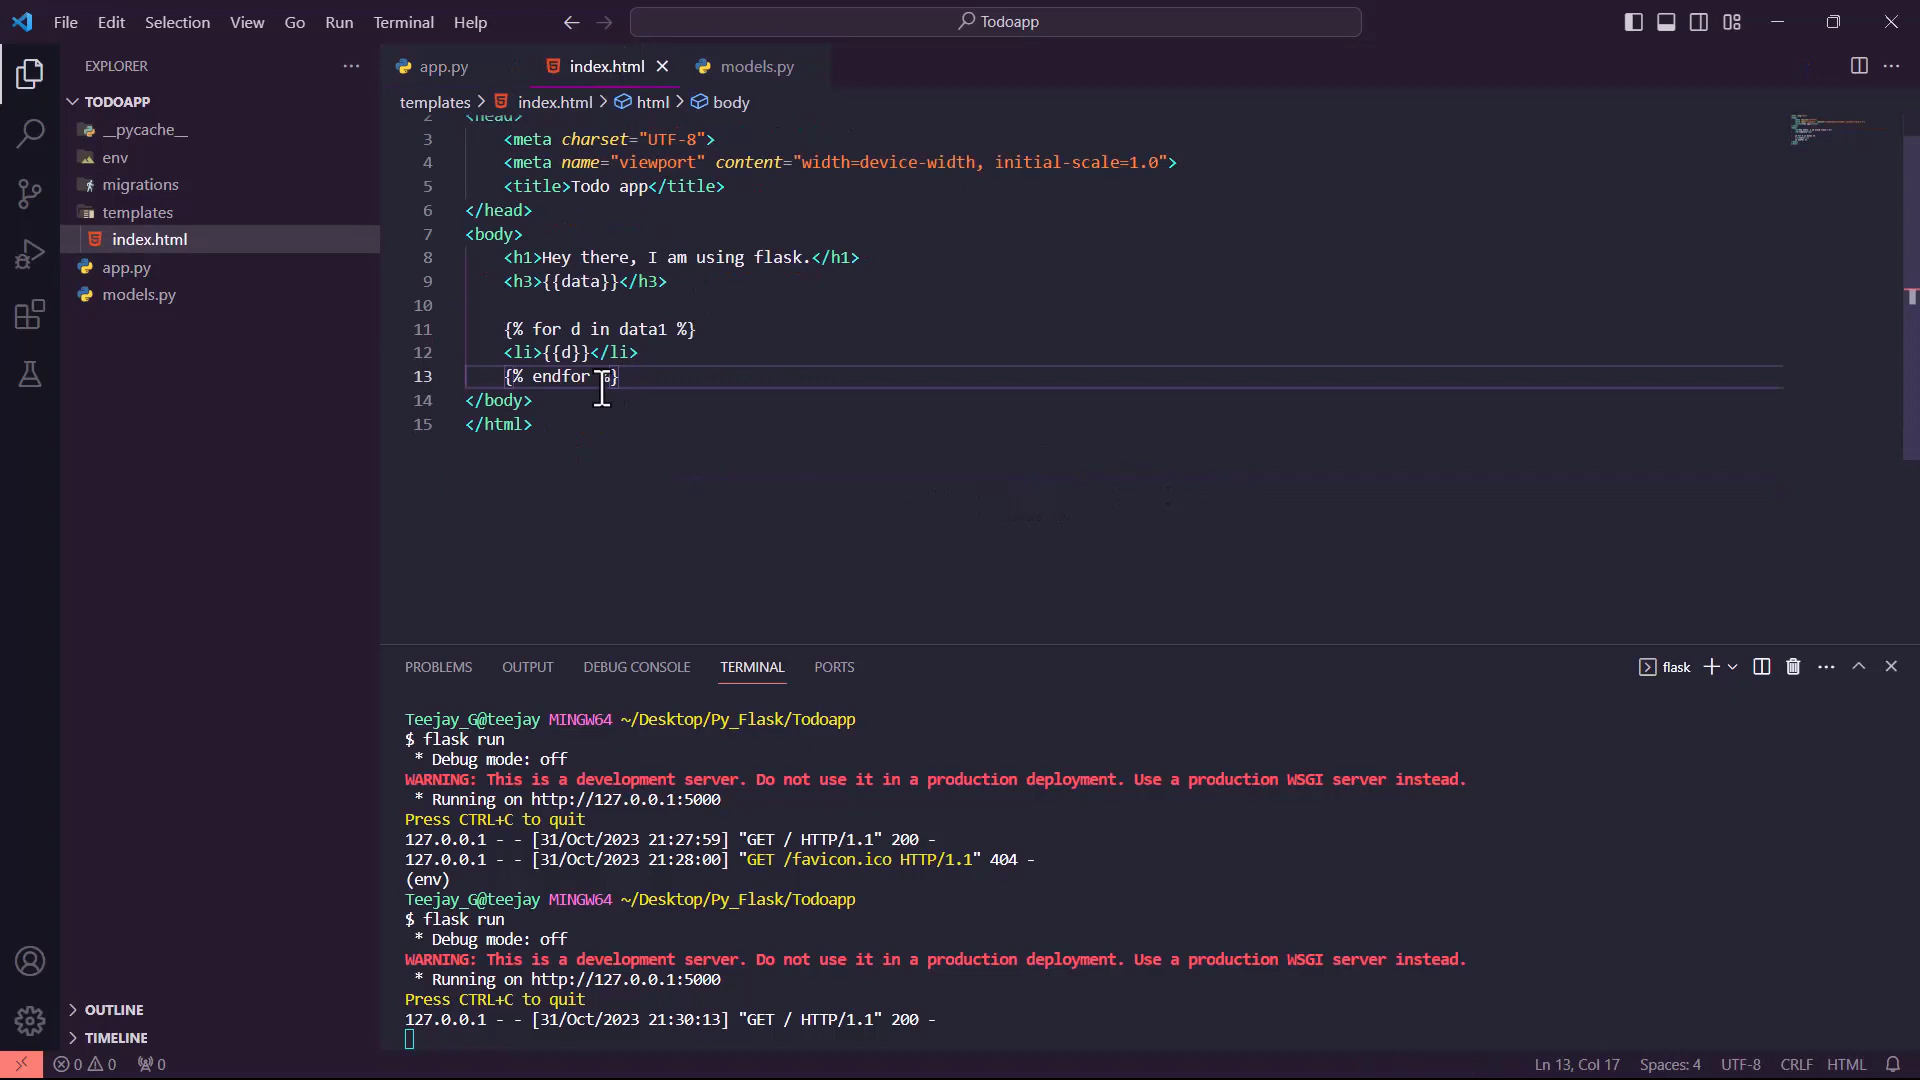 File Edit Selection View Go Run Terminal Help
Todoapp
EXPLORER
TODOAPP
__pycache__
env
migrations
templates
index.html
app.py
models.py
OUTLINE
TIMELINE
app.py index.html models.py
templates > index.html > html > body
2 <head>
3 <meta charset="UTF-8">
4 <meta name="viewport" content="width=device-width, initial-scale=1.0">
5 <title>Todo app</title>
6 </head>
7 <body>
8 <h1>Hey there, I am using flask.</h1>
9 <h3>{{data}}</h3>
10
11 {% for d in data1 %}
12 <li>{{d}}</li>
13 {% endfor %}
14 </body>
15 </html>
PROBLEMS OUTPUT DEBUG CONSOLE TERMINAL PORTS
flask
Teejay_G@teejay MINGW64 ~/Desktop/Py_Flask/Todoapp
$ flask run
* Debug mode: off
WARNING: This is a development server. Do not use it in a production deployment. Use a production WSGI server instead.
* Running on http://127.0.0.1:5000
Press CTRL+C to quit
127.0.0.1 - - [31/Oct/2023 21:27:59] "GET / HTTP/1.1" 200 -
127.0.0.1 - - [31/Oct/2023 21:28:00] "GET /favicon.ico HTTP/1.1" 404 -
(env)
Teejay_G@teejay MINGW64 ~/Desktop/Py_Flask/Todoapp
$ flask run
* Debug mode: off
WARNING: This is a development server. Do not use it in a production deployment. Use a production WSGI server instead.
* Running on http://127.0.0.1:5000
Press CTRL+C to quit
127.0.0.1 - - [31/Oct/2023 21:30:13] "GET / HTTP/1.1" 200 -
0 0 0 Ln 13, Col 17 Spaces: 4 UTF-8 CRLF HTML